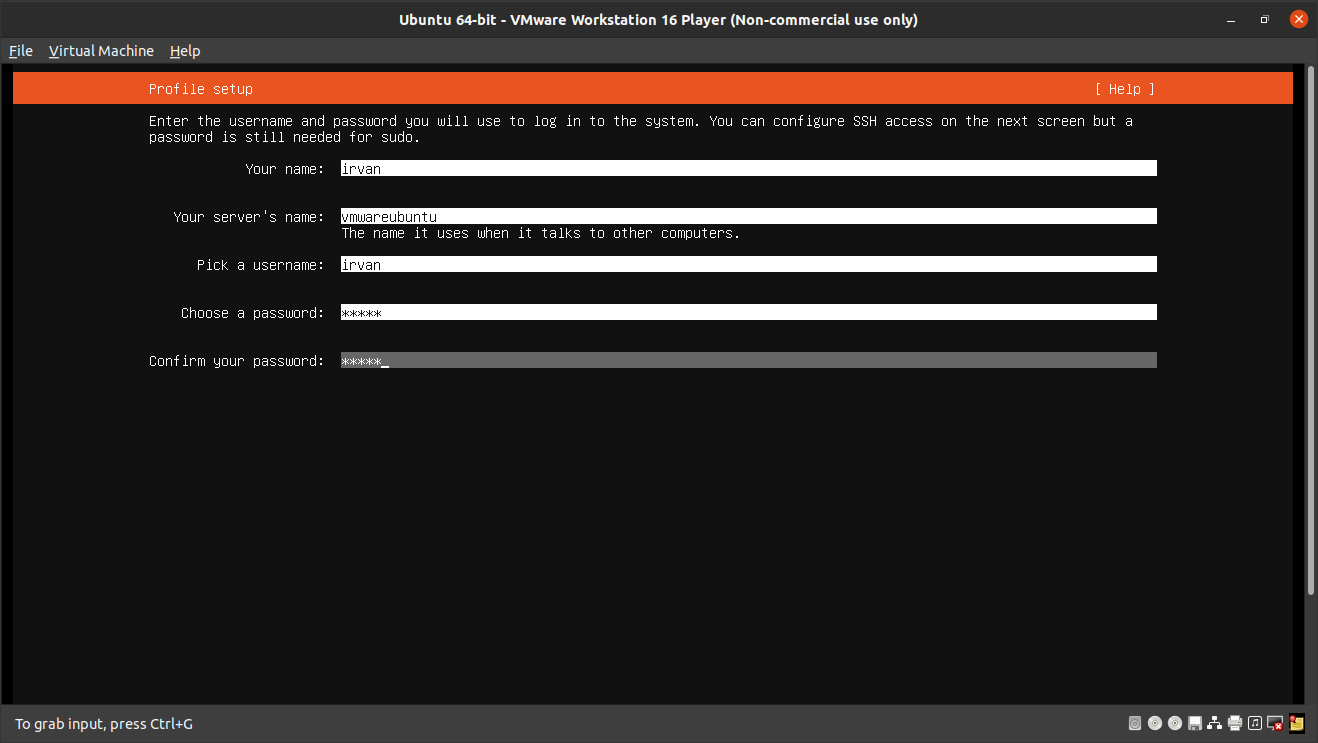 Ubuntu 64-bit - VMware Workstation 16 Player (Non-commercial use only)
File Virtual Machine Help
Profile setup [ Help ]
Enter the username and password you will use to log in to the system. You can configure SSH access on the next screen but a
password is still needed for sudo.
Your name: irvan
Your server's name: vmwareubuntu
The name it uses when it talks to other computers.
Pick a username: irvan
Choose a password: *****
Confirm your password: *****_
To grab input, press Ctrl+G